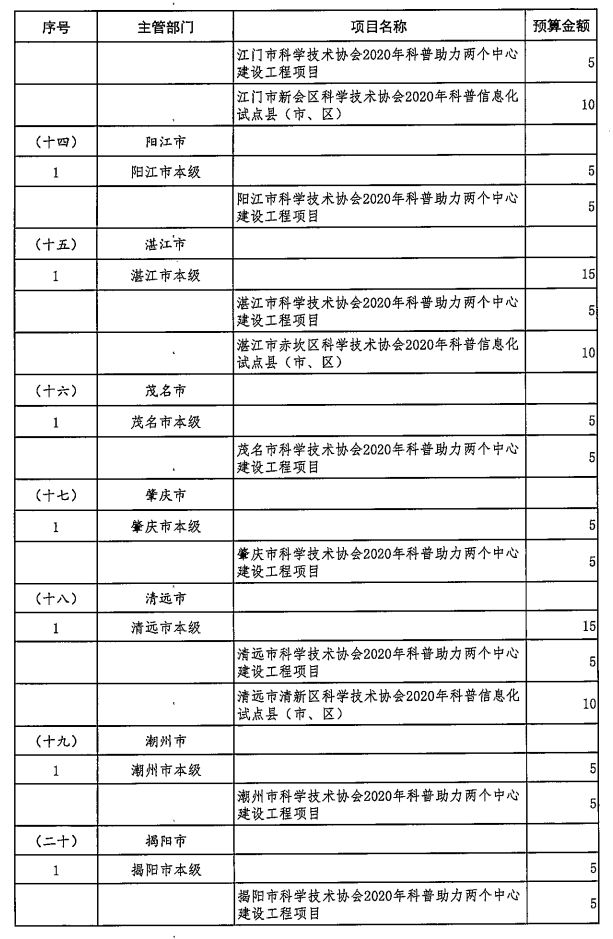 序号 主管部门 项目名称 预算金额
江门市科学技术协会2020年科普助力两个中心
建设工程项目 5
江门市新会区科学技术协会2020年科普信息化
试点县（市、区） 10
（十四） 阳江市
1 阳江市本级 5
阳江市科学技术协会2020年科普助力两个中心
建设工程项目 5
（十五） 湛江市
1 湛江市本级 15
湛江市科学技术协会2020年科普助力两个中心
建设工程项目 5
湛江市赤坎区科学技术协会2020年科普信息化
试点县（市、区） 10
（十六） 茂名市
1 茂名市本级 5
茂名市科学技术协会2020年科普助力两个中心
建设工程项目 5
（十七） 肇庆市
1 肇庆市本级 5
肇庆市科学技术协会2020年科普助力两个中心
建设工程项目 5
（十八） 清远市
1 清远市本级 15
清远市科学技术协会2020年科普助力两个中心
建设工程项目 5
清远市清新区科学技术协会2020年科普信息化
试点县（市、区） 10
（十九） 潮州市
1 潮州市本级 5
潮州市科学技术协会2020年科普助力两个中心
建设工程项目 5
（二十） 揭阳市
1 揭阳市本级 5
揭阳市科学技术协会2020年科普助力两个中心
建设工程项目 5